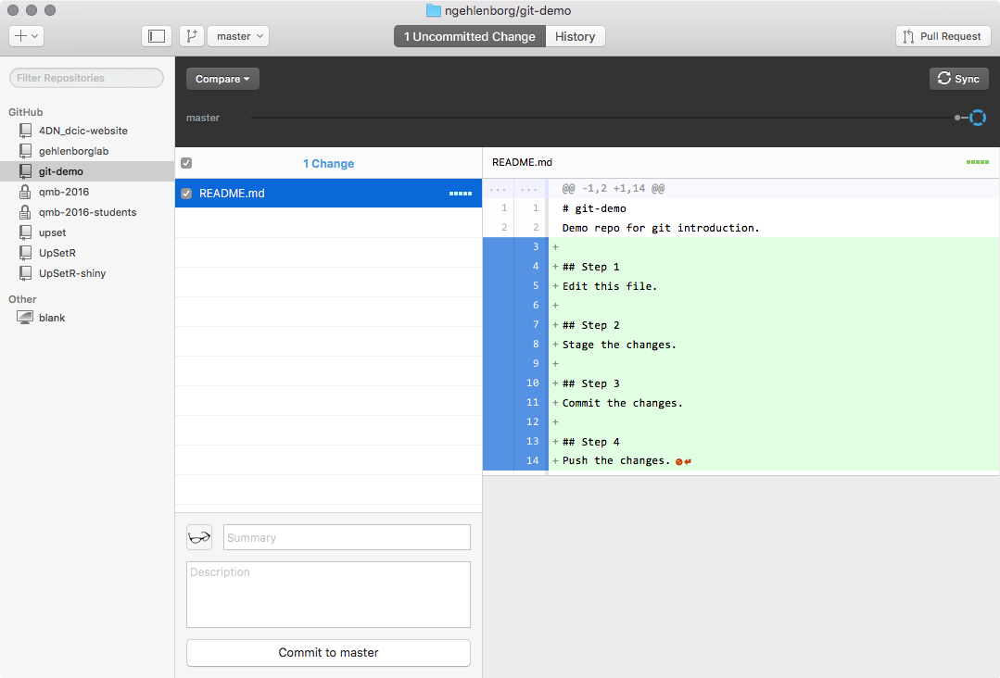 ngehlenborg/git-demo
master
1 Uncommitted Change
History
Pull Request
Filter Repositories
GitHub
4DN_dcic-website
gehlenborglab
git-demo
qmb-2016
qmb-2016-students
upset
UpSetR
UpSetR-shiny
Other
blank
Compare
Sync
master
1 Change
README.md
Summary
Description
Commit to master
README.md
... ... @@ -1,2 +1,14 @@
1 1 # git-demo
2 2 Demo repo for git introduction.
3 +
4 + ## Step 1
5 + Edit this file.
6 +
7 + ## Step 2
8 + Stage the changes.
9 +
10 + ## Step 3
11 + Commit the changes.
12 +
13 + ## Step 4
14 + Push the changes.